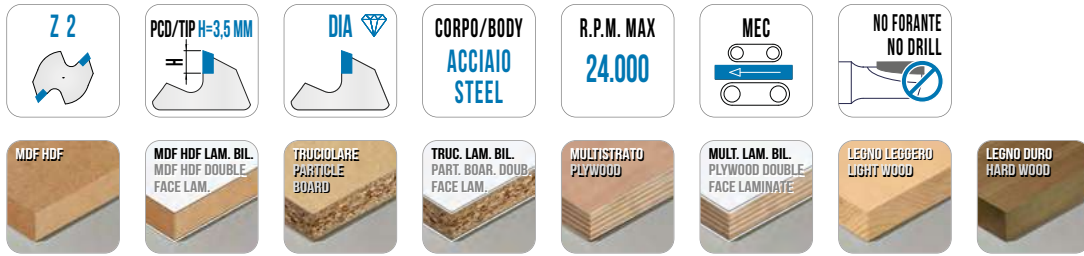 Z 2
PCD/TIP H=3,5 MM
H
DIA
CORPO/BODY
ACCIAIO
STEEL
R.P.M. MAX
24.000
MEC
NO FORANTE
NO DRILL
MDF HDF
MDF HDF LAM. BIL.
MDF HDF DOUBLE
FACE LAM.
TRUCIOLARE
PARTICLE
BOARD
TRUC. LAM. BIL.
PART. BOAR. DOUB.
FACE LAM.
MULTISTRATO
PLYWOOD
MULT. LAM. BIL.
PLYWOOD DOUBLE
FACE LAMINATE
LEGNO LEGGERO
LIGHT WOOD
LEGNO DURO
HARD WOOD